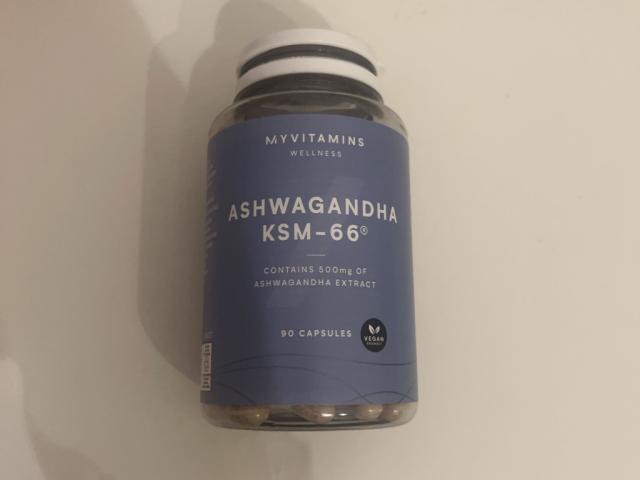 MYVITAMINS
WELLNESS
ASHWAGANDHA
KSM-66®
CONTAINS 500mg OF
ASHWAGANDHA EXTRACT
90 CAPSULES
VEGAN